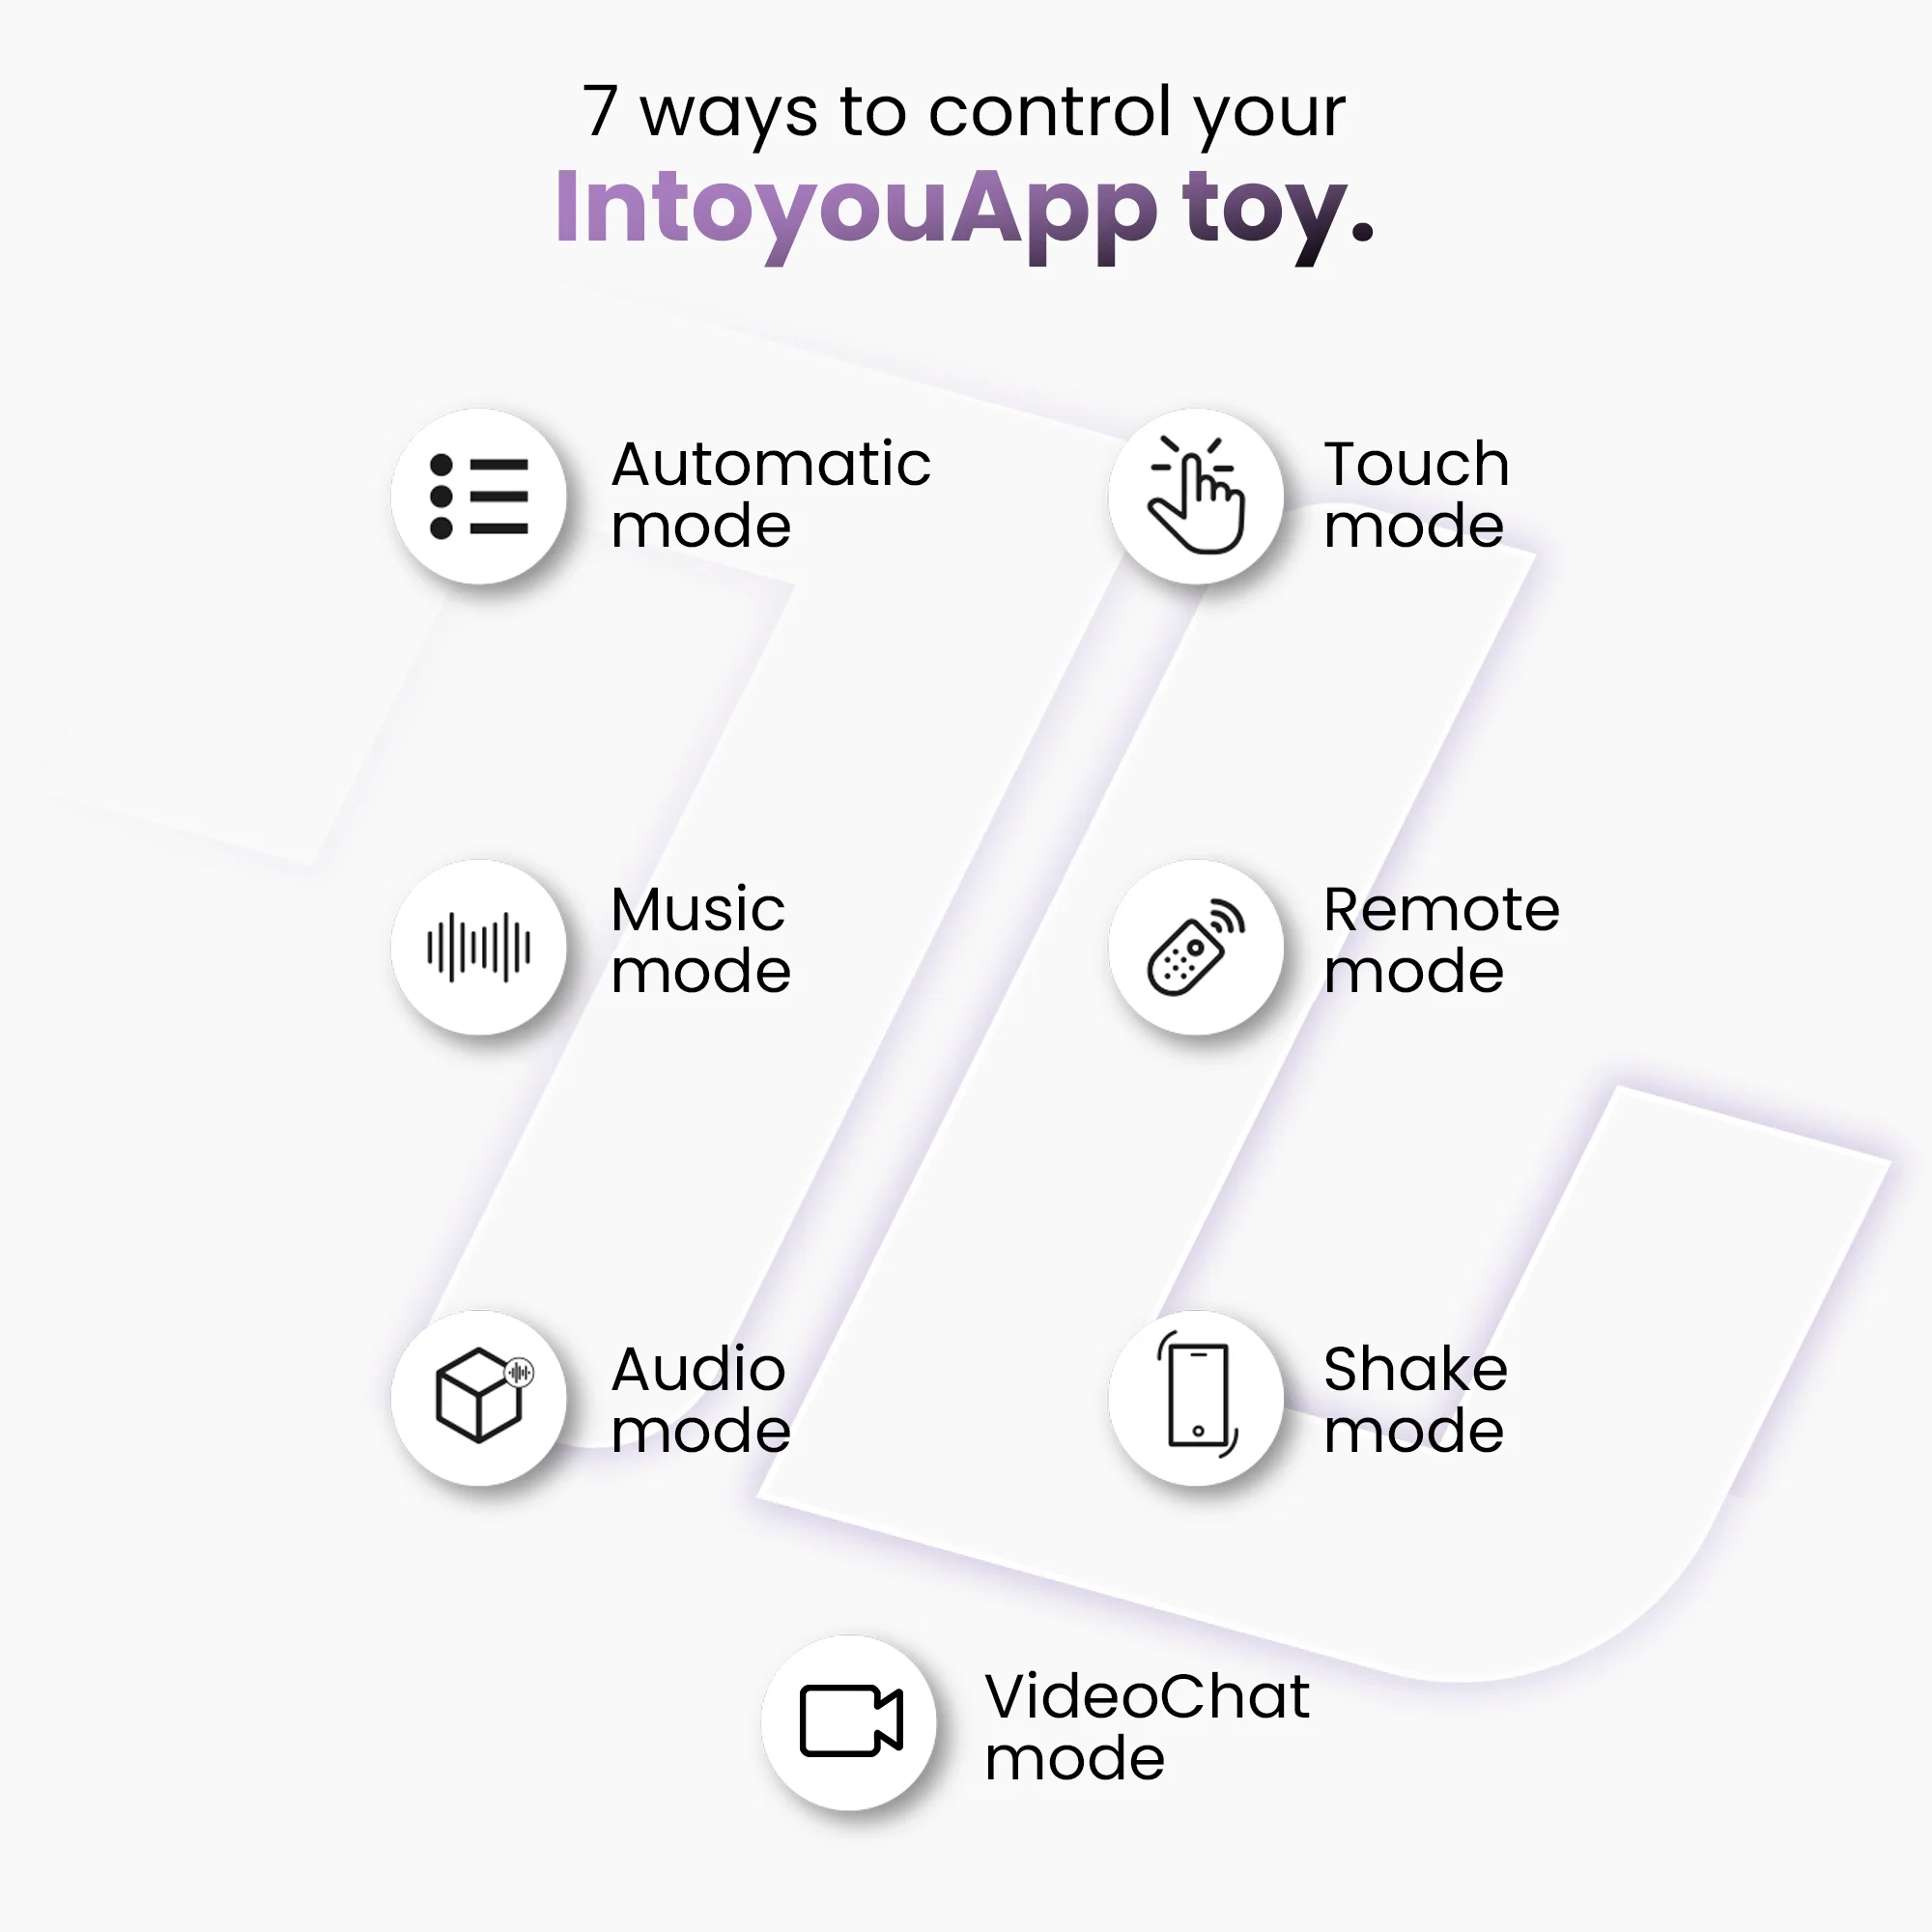 7 ways to control your
IntoyouApp toy.
Automatic
mode
Touch
mode
Music
mode
Remote
mode
Audio
mode
Shake
mode
VideoChat
mode